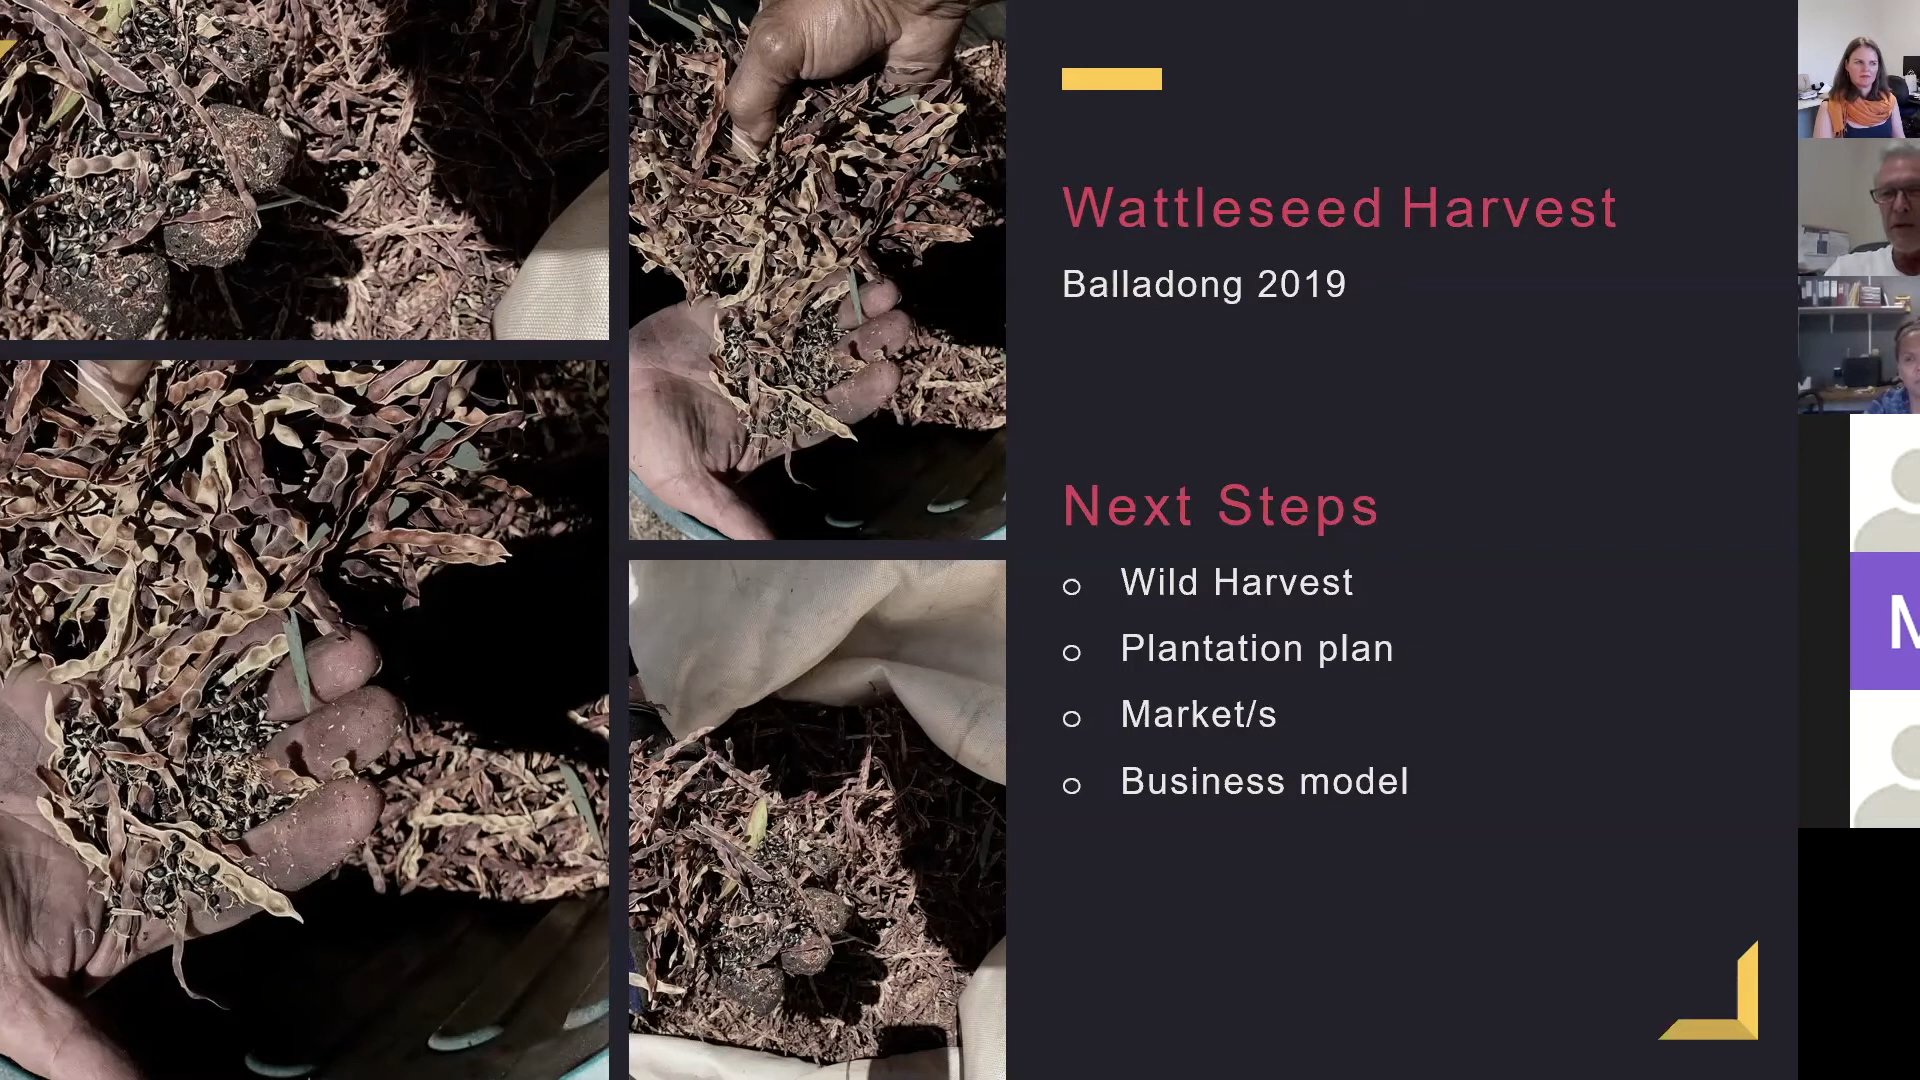 Wattleseed Harvest
Balladong 2019
Next Steps
Wild Harvest
Plantation plan
Market/s
Business model
M